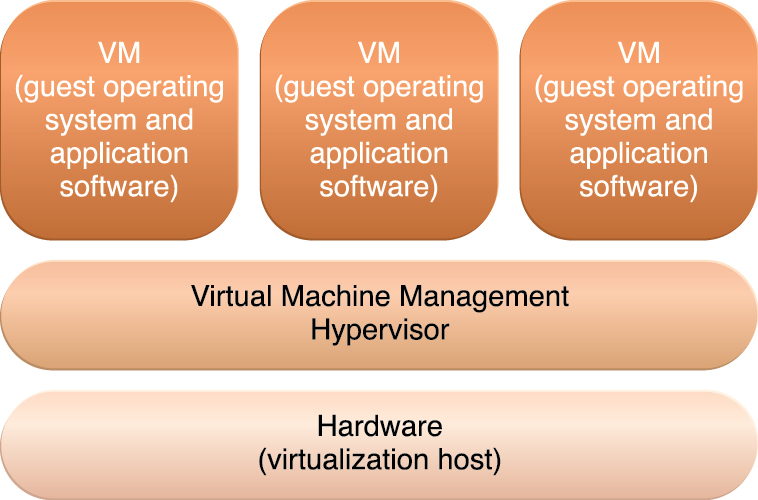 VM
(guest operating
system and
application
software)
VM
(guest operating
system and
application
software)
VM
(guest operating
system and
application
software)
Virtual Machine Management
Hypervisor
Hardware
(virtualization host)